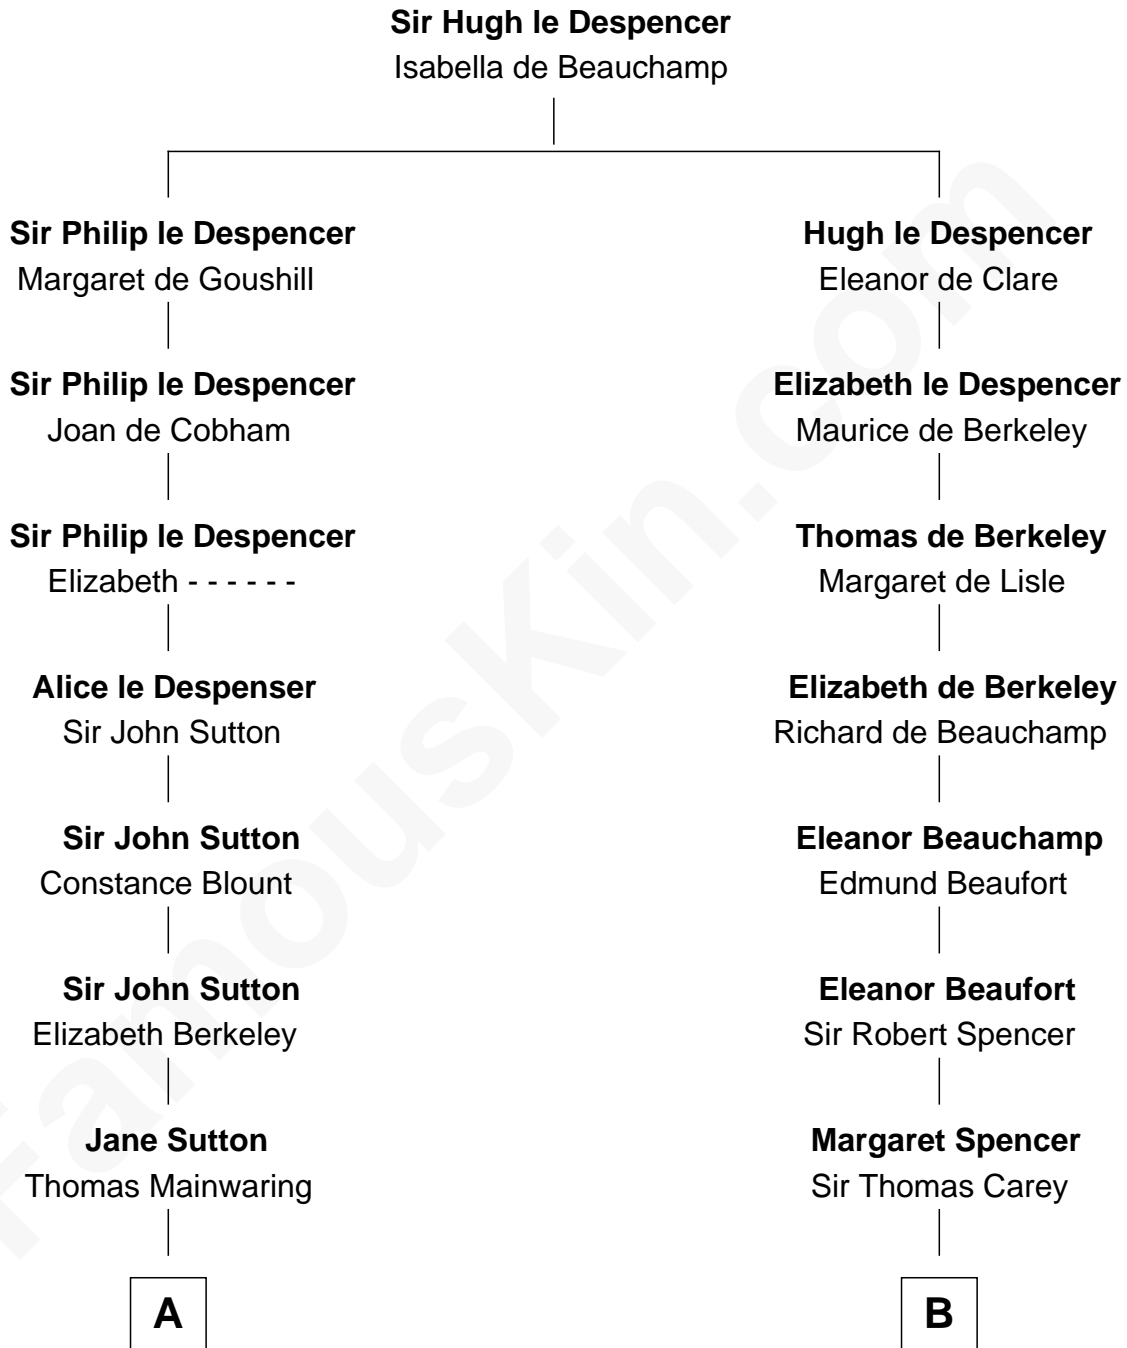 Sir Hugh le Despencer
Isabella de Beauchamp
Sir Philip le Despencer
Margaret de Goushill
Hugh le Despencer
Eleanor de Clare
Sir Philip le Despencer
Joan de Cobham
Elizabeth le Despencer
Maurice de Berkeley
Sir Philip le Despencer
Elizabeth - - - - - -
Thomas de Berkeley
Margaret de Lisle
Alice le Despenser
Sir John Sutton
Elizabeth de Berkeley
Richard de Beauchamp
Sir John Sutton
Constance Blount
Eleanor Beauchamp
Edmund Beaufort
Sir John Sutton
Elizabeth Berkeley
Eleanor Beaufort
Sir Robert Spencer
Jane Sutton
Thomas Mainwaring
Margaret Spencer
Sir Thomas Carey
A
B
FamousKin.com